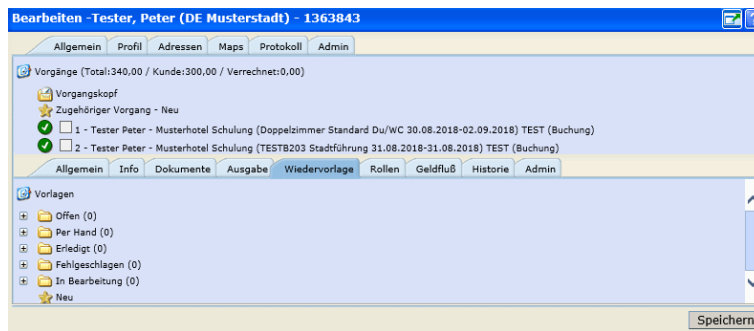 Bearbeiten -Tester, Peter (DE Musterstadt) - 1363843
Allgemein Profil Adressen Maps Protokoll Admin
Vorgänge (Total:340,00 / Kunde:300,00 / Verrechnet:0,00)
Vorgangskopf
Zugehöriger Vorgang - Neu
1 - Tester Peter - Musterhotel Schulung (Doppelzimmer Standard Du/WC 30.08.2018-02.09.2018) TEST (Buchung)
2 - Tester Peter - Musterhotel Schulung (TESTB203 Stadtführung 31.08.2018-31.08.2018) TEST (Buchung)
Allgemein Info Dokumente Ausgabe Wiedervorlage Rollen Geldfluß Historie Admin
Vorlagen
Offen (0)
Per Hand (0)
Erledigt (0)
Fehlgeschlagen (0)
In Bearbeitung (0)
Neu
Speichern